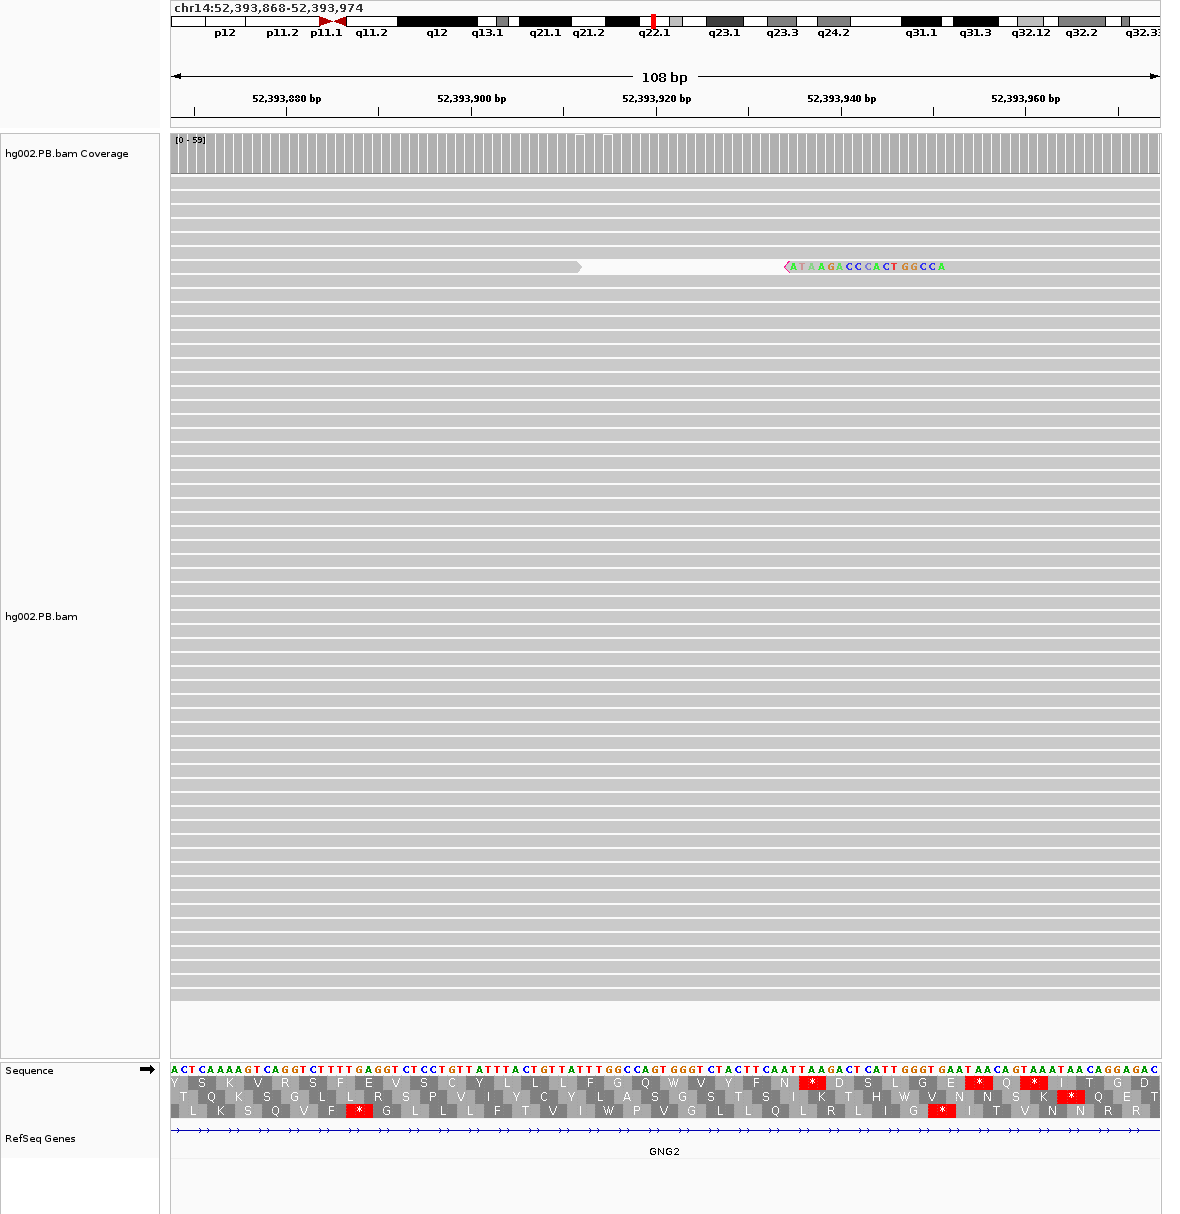 chr14:52,393,868-52,393,974
p12 p11.2 p11.1 q11.2 q12 q13.1 q21.1 q21.2 q22.1 q23.1 q23.3 q24.2 q31.1 q31.3 q32.12 q32.2 q32.33
108 bp
52,393,880 bp 52,393,900 bp 52,393,920 bp 52,393,940 bp 52,393,960 bp
[0 - 59]
hg002.PB.bam Coverage
ATAAGACCCACTGGCCA
hg002.PB.bam
Sequence
ACTCAAAAGTCAGGTCTTTTGAGGTCTCCTGTTATTTACTGTTATTTGGCCAGTGGGTCTACTTCAATTAAGACTCATTGGGTGAATAACAGTAAATAACAGGAGAC
Y S K V R S F E V S C Y L L L F G Q W V Y F N * D S L G E * Q * I T G D
T Q K S G L L R S P V I Y C Y L A S G S T S I K T H W V N N S K * Q E T
L K S Q V F * G L L L F T V I W P V G L L Q L R L I G * I T V N N R R
RefSeq Genes
GNG2